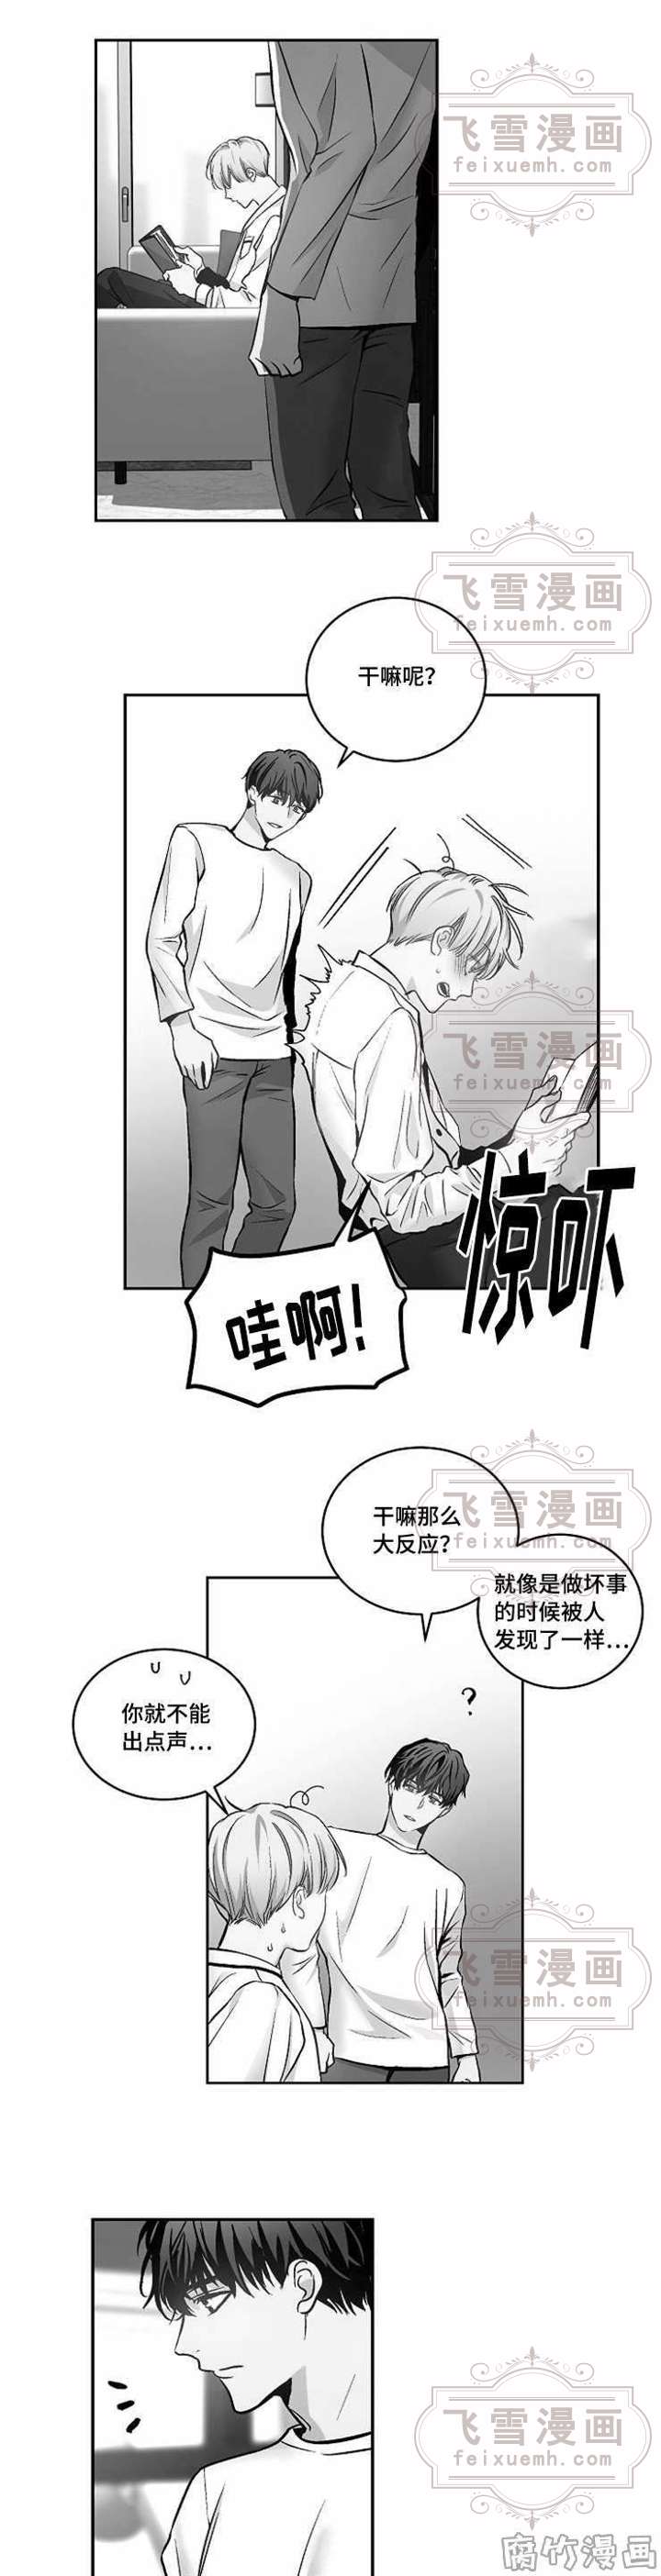 飞雪漫画
feixuemh.com
飞雪漫画
feixuemh.com
干嘛呢?
飞雪漫画
feixuemh.com
惊吓
哇啊!
飞雪漫画
feixuemh.com
干嘛那么
大反应?
就像是做坏事
的时候被人
发现了一样...
你就不能
出点声...
?
飞雪漫画
feixuemh.com
飞雪漫画
feixuemh.com
腐竹漫画